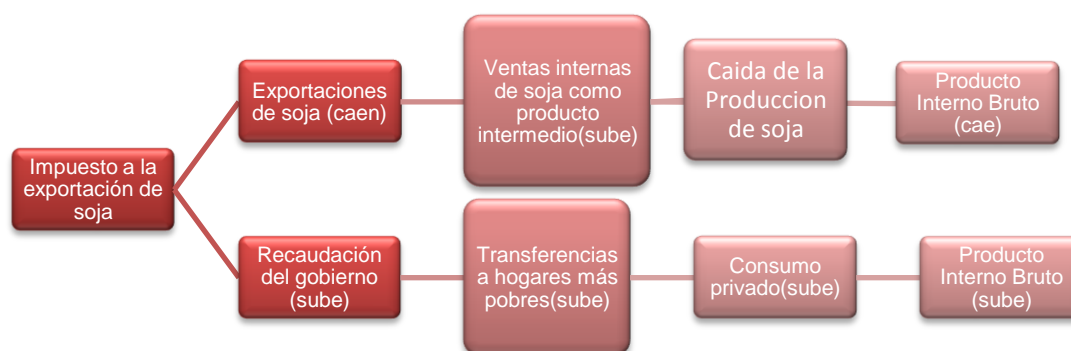 Impuesto a la
exportación de
soja
Exportaciones
de soja (caen)
Ventas internas
de soja como
producto
intermedio(sube)
Caida de la
Produccion
de soja
Producto
Interno Bruto
(cae)
Recaudación
del gobierno
(sube)
Transferencias
a hogares más
pobres(sube)
Consumo
privado(sube)
Producto
Interno Bruto
(sube)